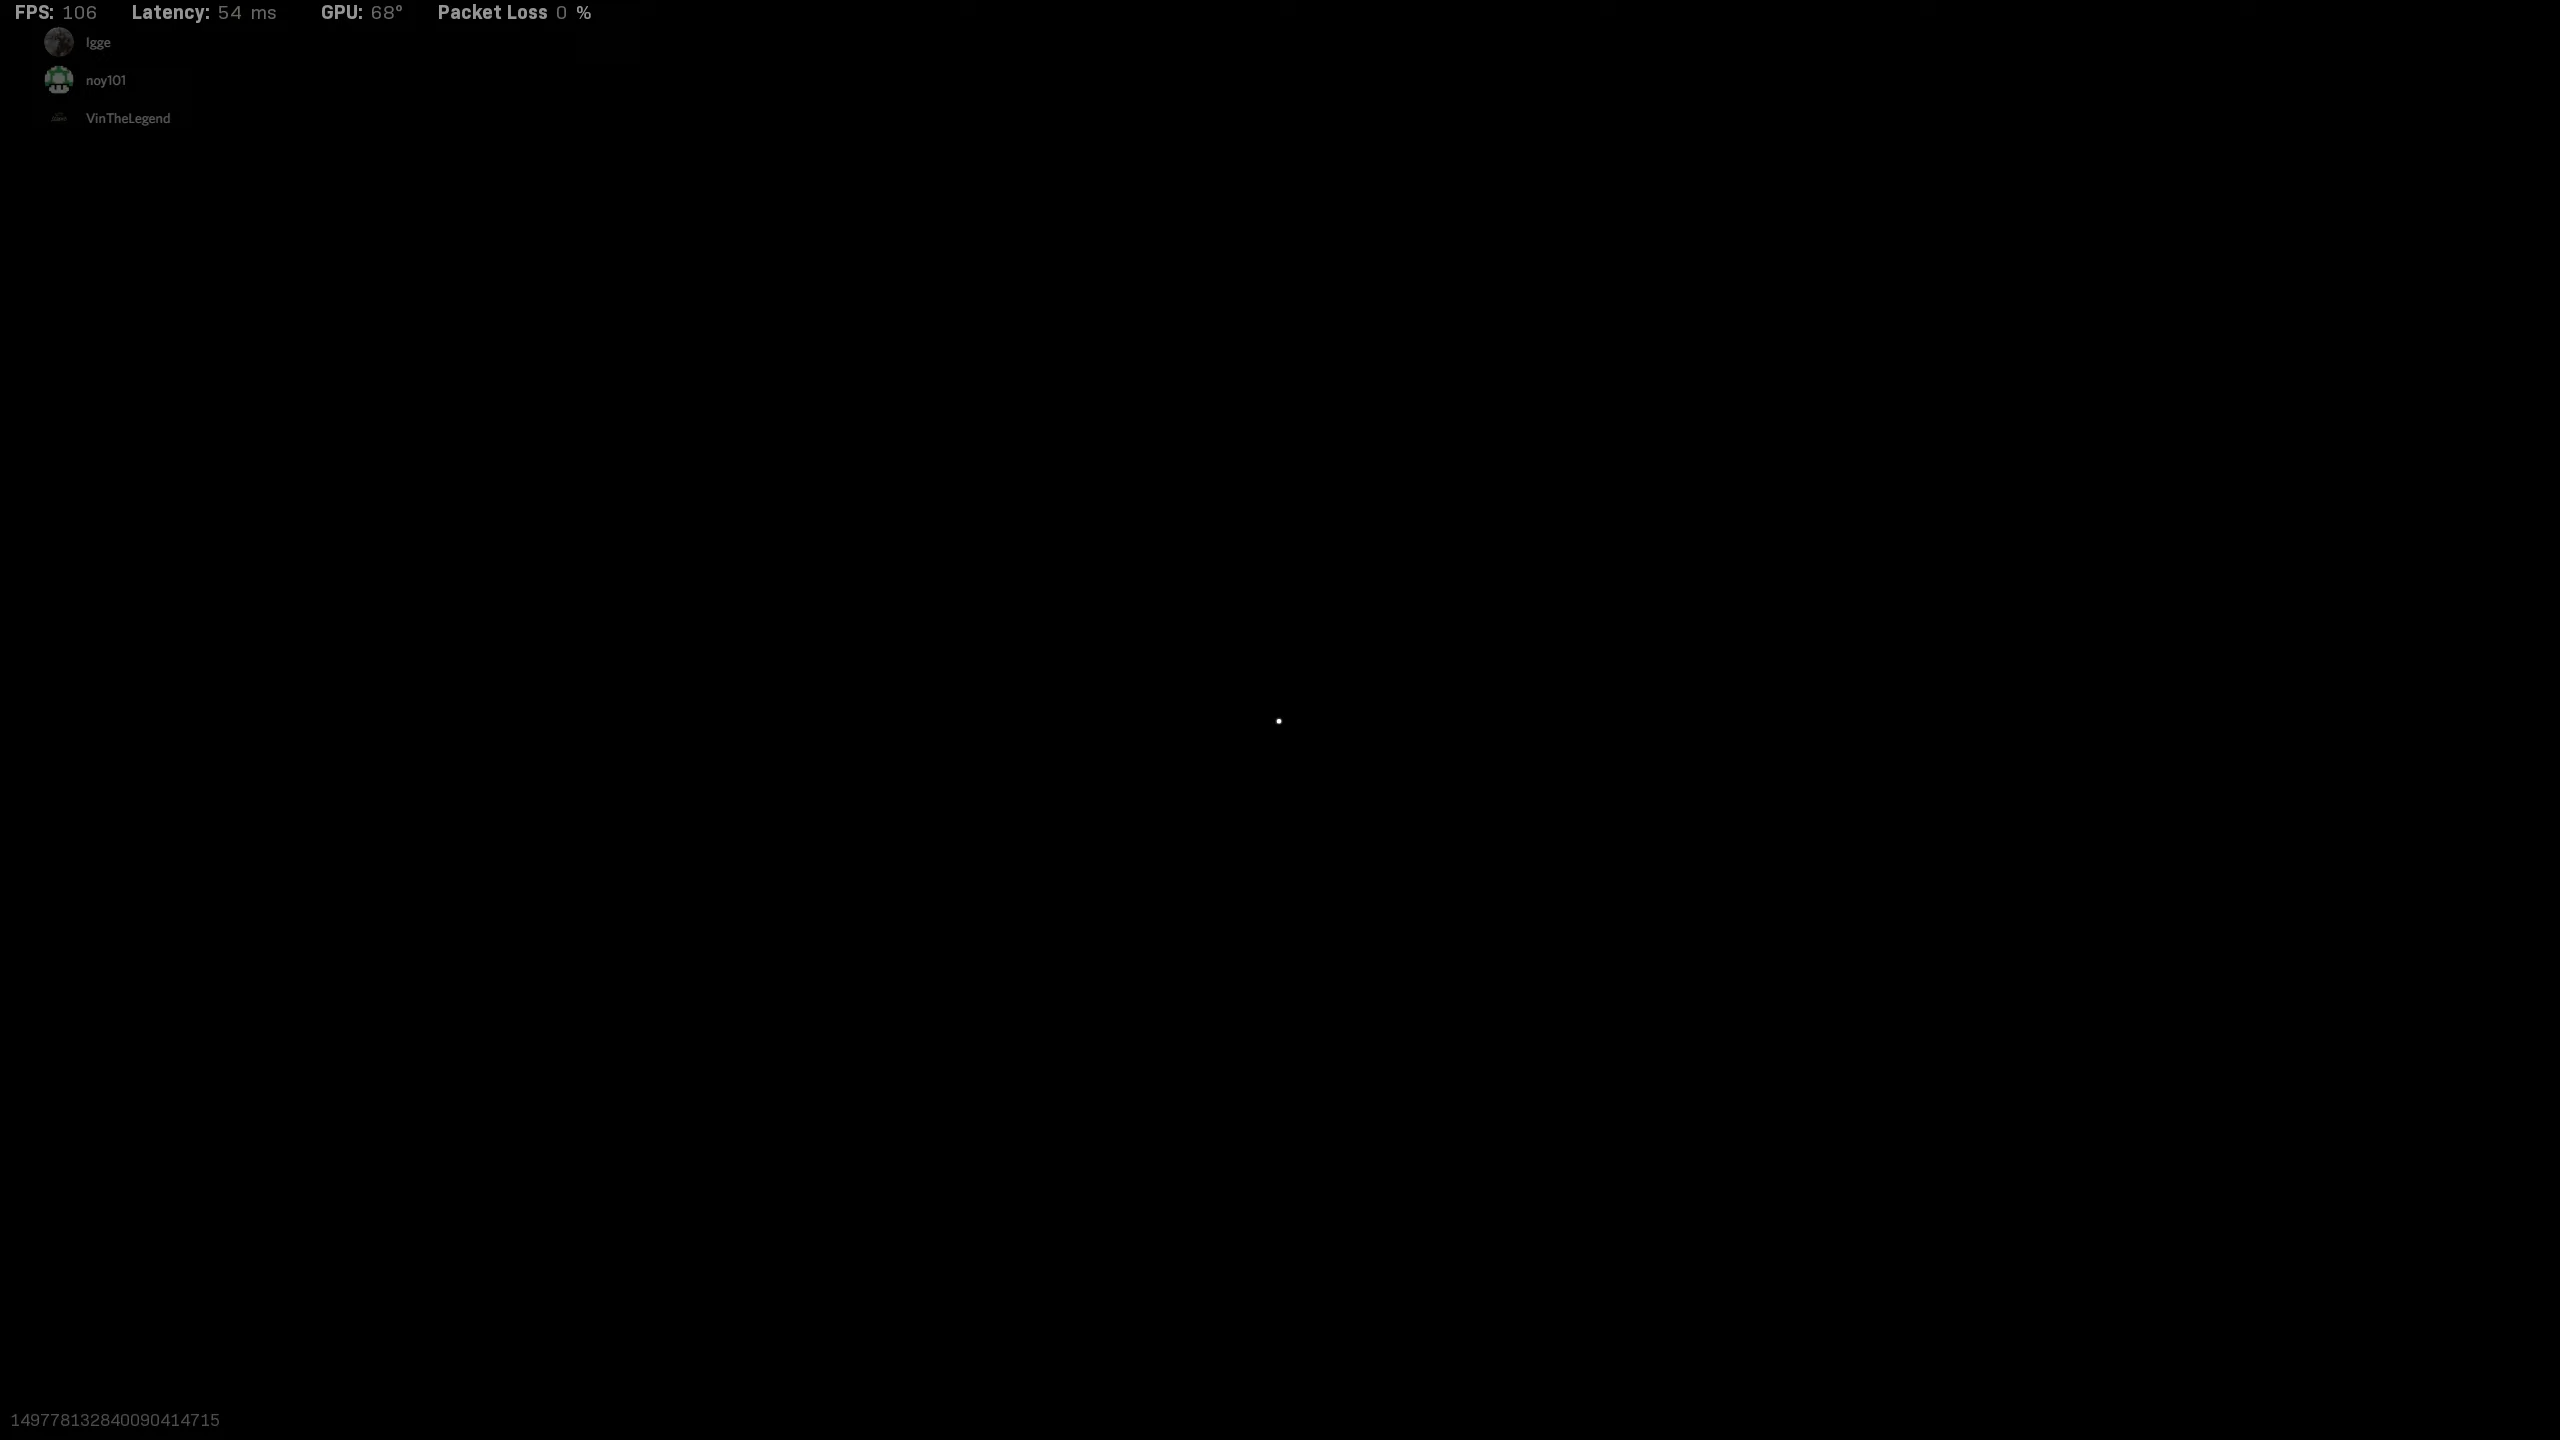 FPS: 106 Latency: 54 ms GPU: 68° Packet Loss 0 %
Igge
noy101
VinTheLegend
149778132840090414715